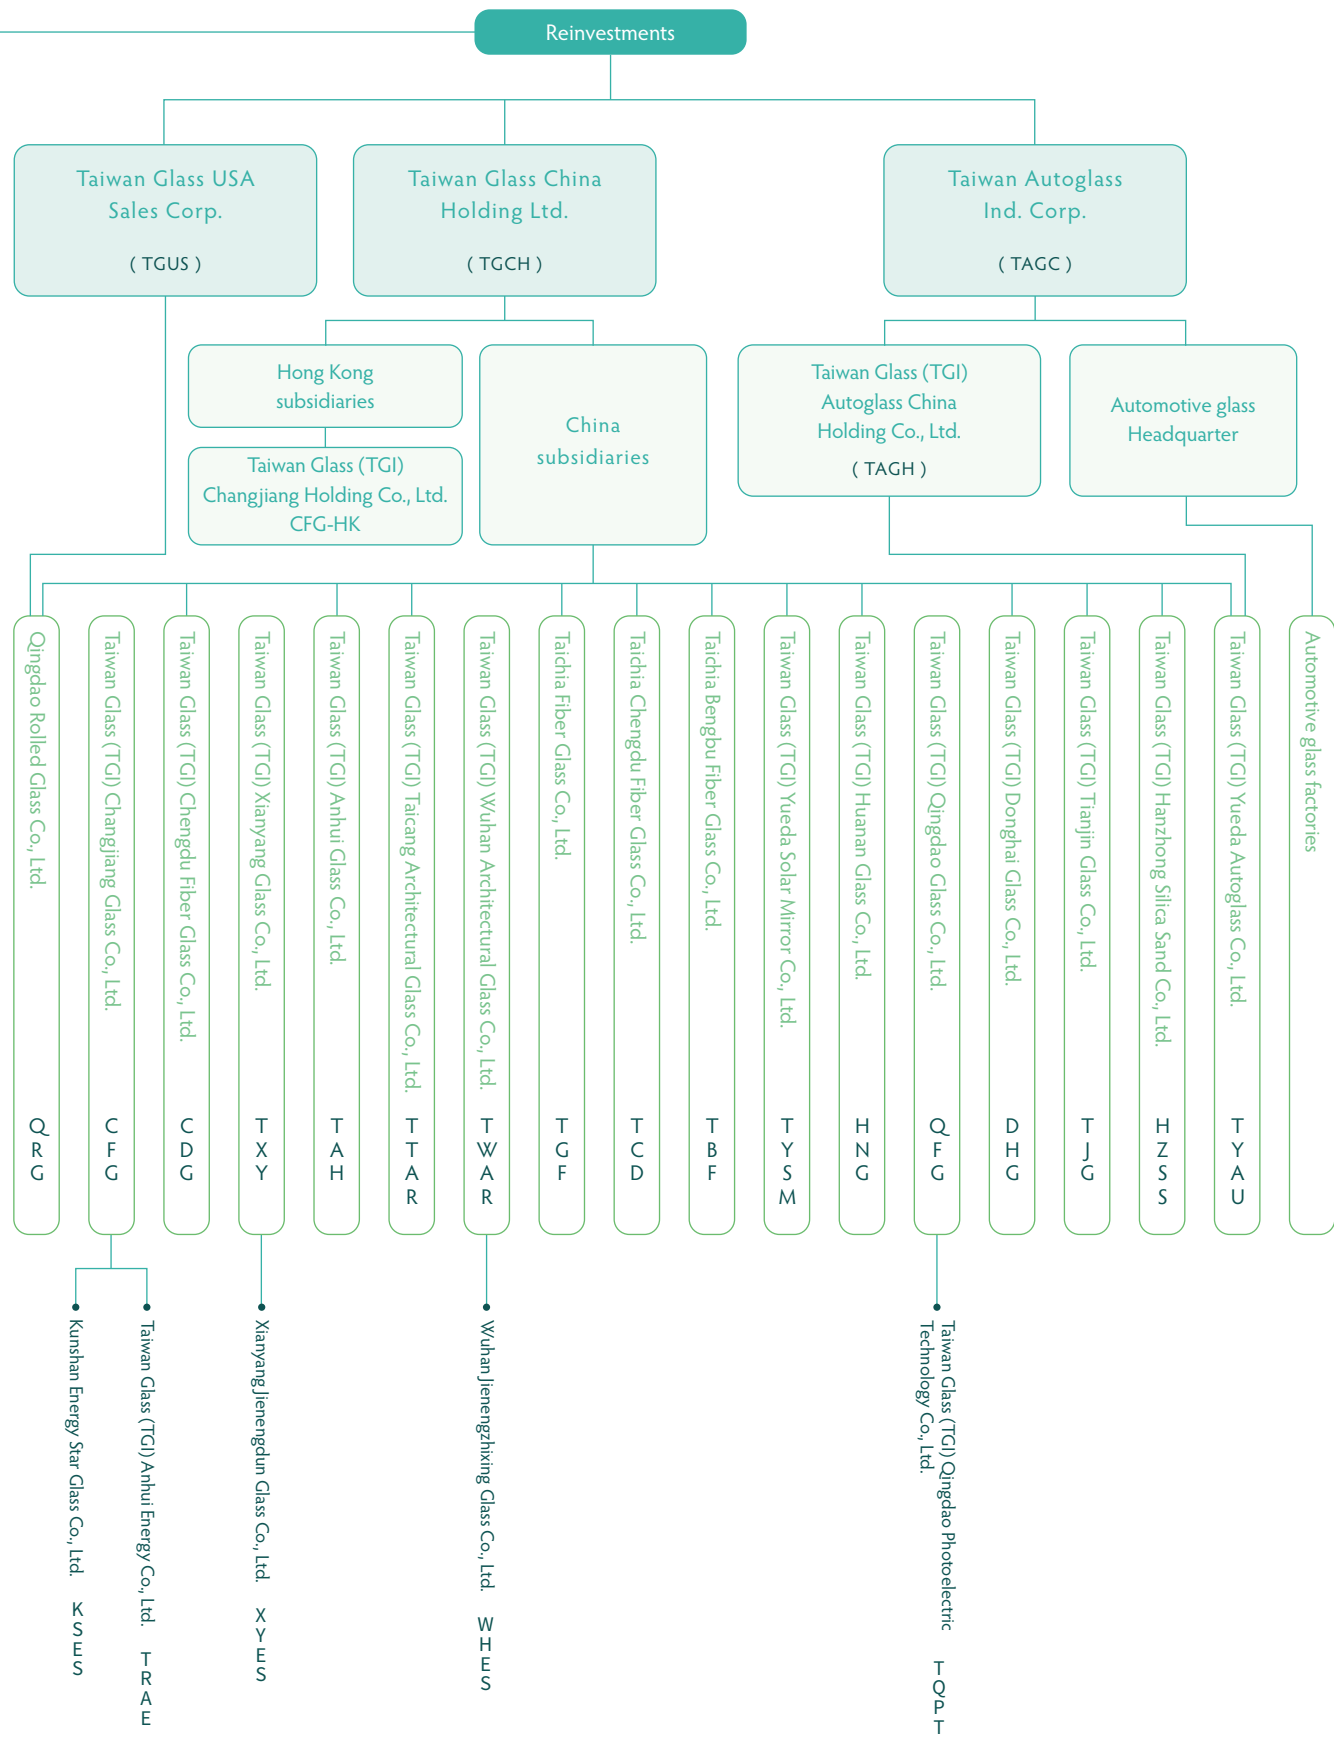 Reinvestments
Taiwan Glass USA
Sales Corp.
( TGUS )
Taiwan Glass China
Holding Ltd.
( TGCH )
Taiwan Autoglass
Ind. Corp.
( TAGC )
Hong Kong
subsidiaries
Taiwan Glass (TGI)
Changjiang Holding Co., Ltd.
CFG-HK
China
subsidiaries
Taiwan Glass (TGI)
Autoglass China
Holding Co., Ltd.
( TAGH )
Automotive glass
Headquarter
Qingdao Rolled Glass Co., Ltd.
QRG
Taiwan Glass (TGI) Changjiang Glass Co., Ltd.
CFG
Taiwan Glass (TGI) Chengdu Fiber Glass Co., Ltd.
CDG
Taiwan Glass (TGI) Xianyang Glass Co., Ltd.
TXY
Taiwan Glass (TGI) Anhui Glass Co., Ltd.
TAH
Taiwan Glass (TGI) Taicang Architectural Glass Co., Ltd.
TTAR
Taiwan Glass (TGI) Wuhan Architectural Glass Co., Ltd.
TWAR
Taichia Fiber Glass Co., Ltd.
TGF
Taichia Chengdu Fiber Glass Co., Ltd.
TCD
Taichia Bengbu Fiber Glass Co., Ltd.
TBF
Taiwan Glass (TGI) Yueda Solar Mirror Co., Ltd.
TYSM
Taiwan Glass (TGI) Huanan Glass Co., Ltd.
HNG
Taiwan Glass (TGI) Qingdao Glass Co., Ltd.
QFG
Taiwan Glass (TGI) Donghai Glass Co., Ltd.
DHG
Taiwan Glass (TGI) Tianjin Glass Co., Ltd.
TJG
Taiwan Glass (TGI) Hanzhong Silica Sand Co., Ltd.
HZSS
Taiwan Glass (TGI) Yueda Autoglass Co., Ltd.
TYAU
Automotive glass factories
Kunshan Energy Star Glass Co., Ltd. KSES
Taiwan Glass (TGI) Anhui Energy Co., Ltd. TRAE
Xianyang Jienengdun Glass Co., Ltd. XYES
Wuhan Jienengzhixing Glass Co., Ltd. WHES
Taiwan Glass (TGI) Qingdao Photoelectric
Technology Co., Ltd.
TQPT